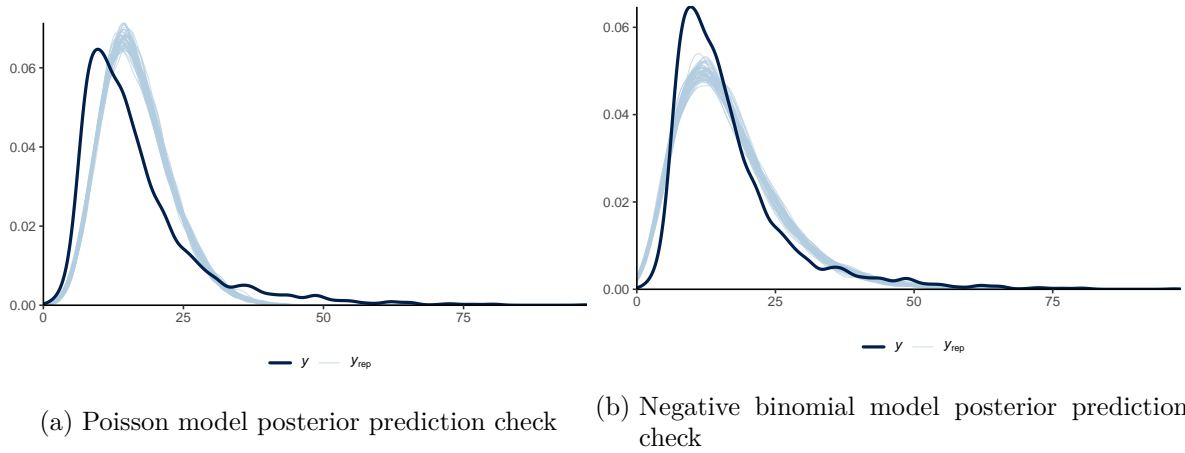 0.06
0.04
0.02
0.00
0 25 50 75
y yrep
(a) Poisson model posterior prediction check
0.06
0.04
0.02
0.00
0 25 50 75
y yrep
(b) Negative binomial model posterior prediction
check